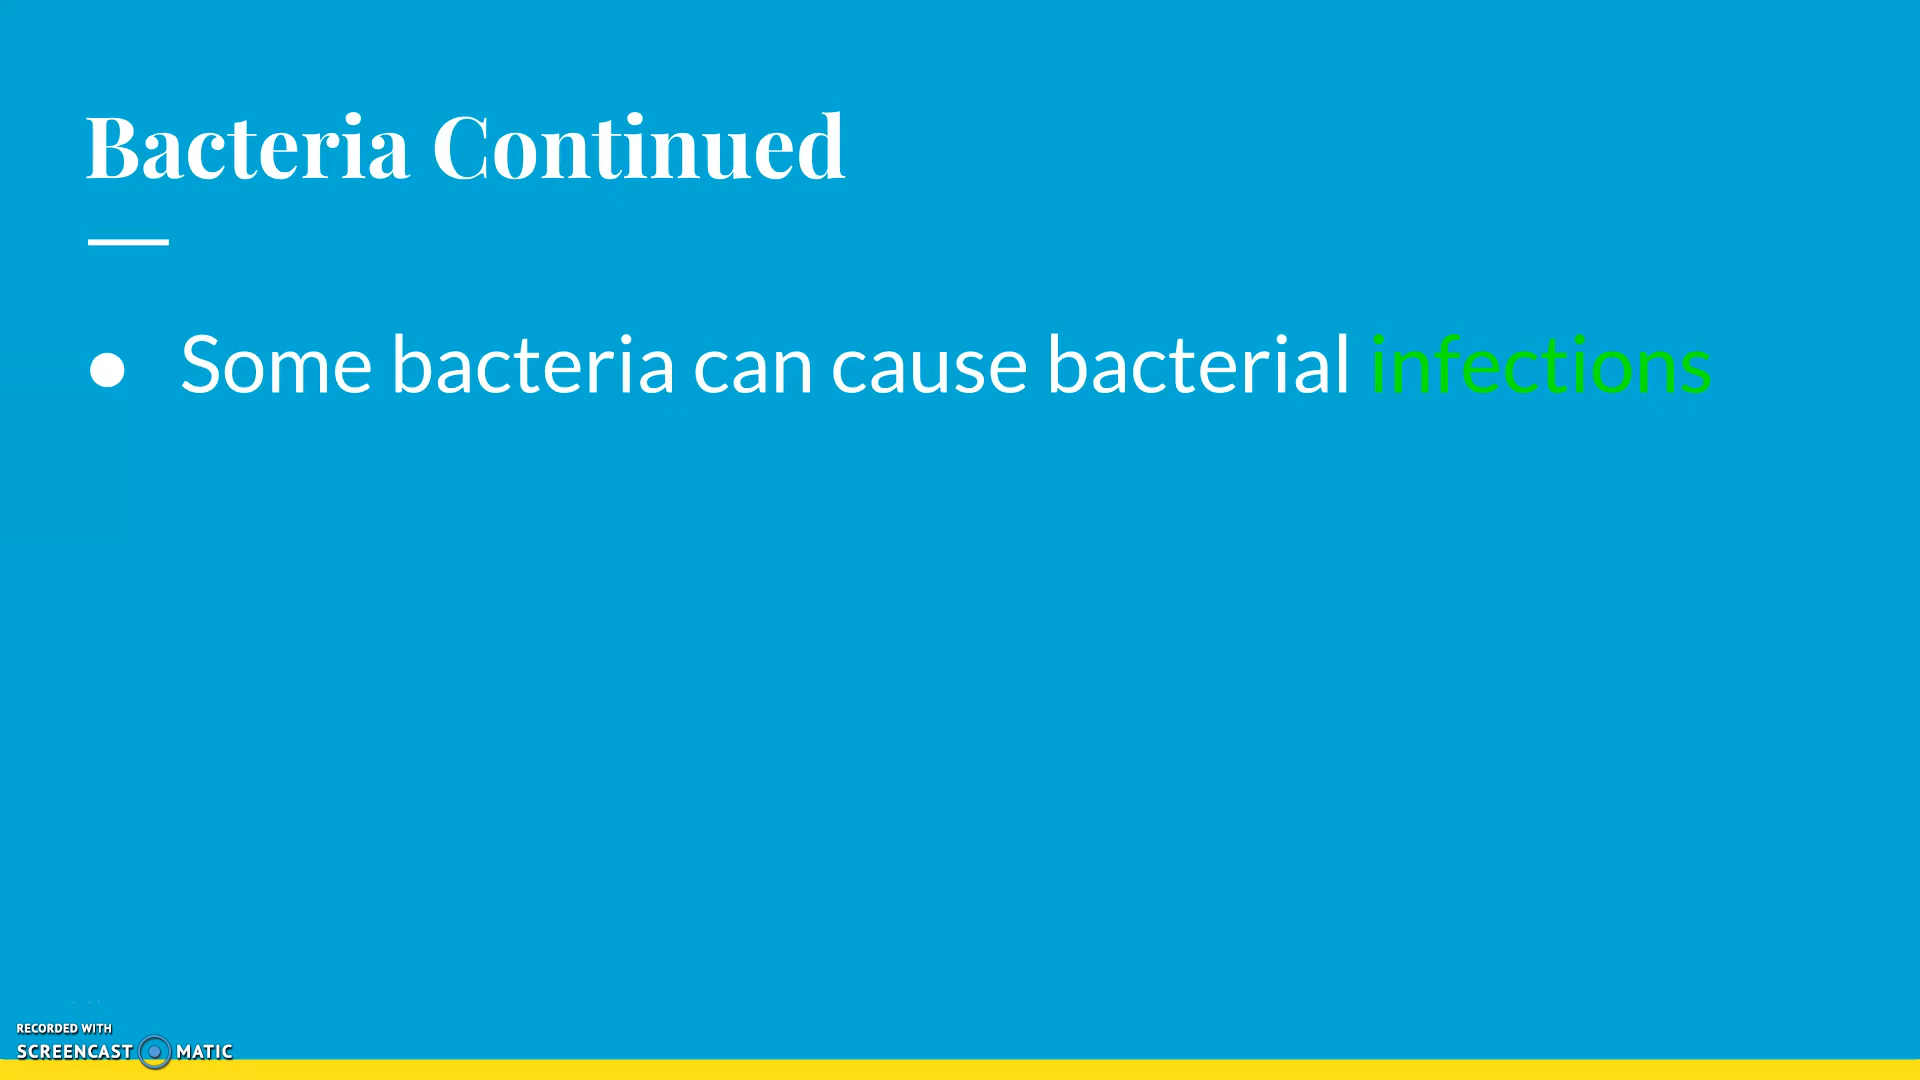 Bacteria Continued
● Some bacteria can cause bacterial infections
RECORDED WITH
SCREENCAST MATIC